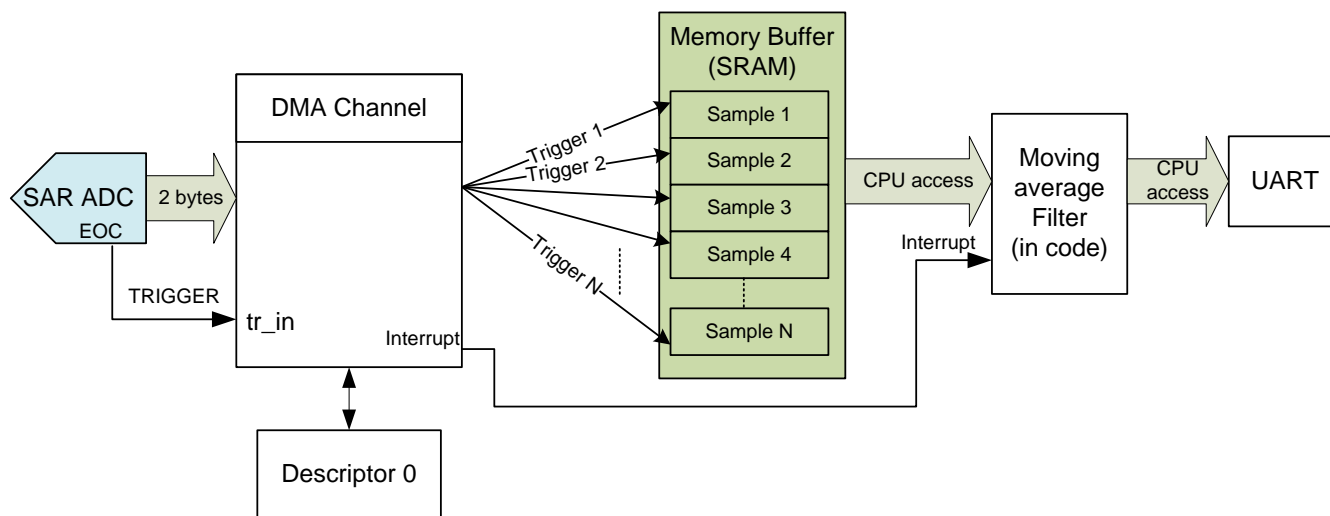 SAR ADC
EOC
2 bytes
TRIGGER
DMA Channel
tr_in
Interrupt
Descriptor 0
Trigger 1
Trigger 2
Trigger N
Memory Buffer
(SRAM)
Sample 1
Sample 2
Sample 3
Sample 4
Sample N
CPU access
Interrupt
Moving
average
Filter
(in code)
CPU
access
UART